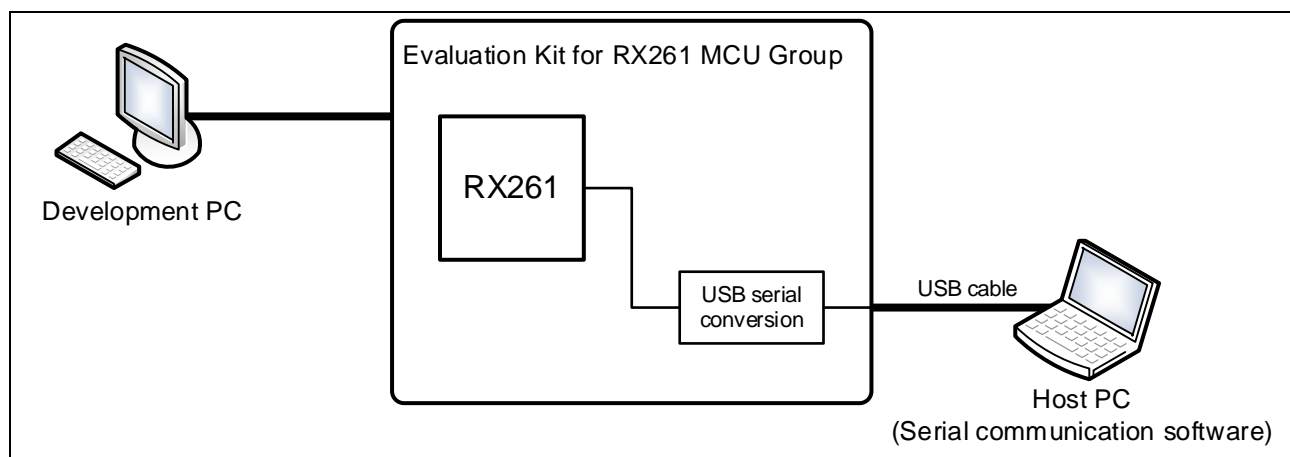 Evaluation Kit for RX261 MCU Group
RX261
Development PC
USB serial
conversion
USB cable
Host PC
(Serial communication software)